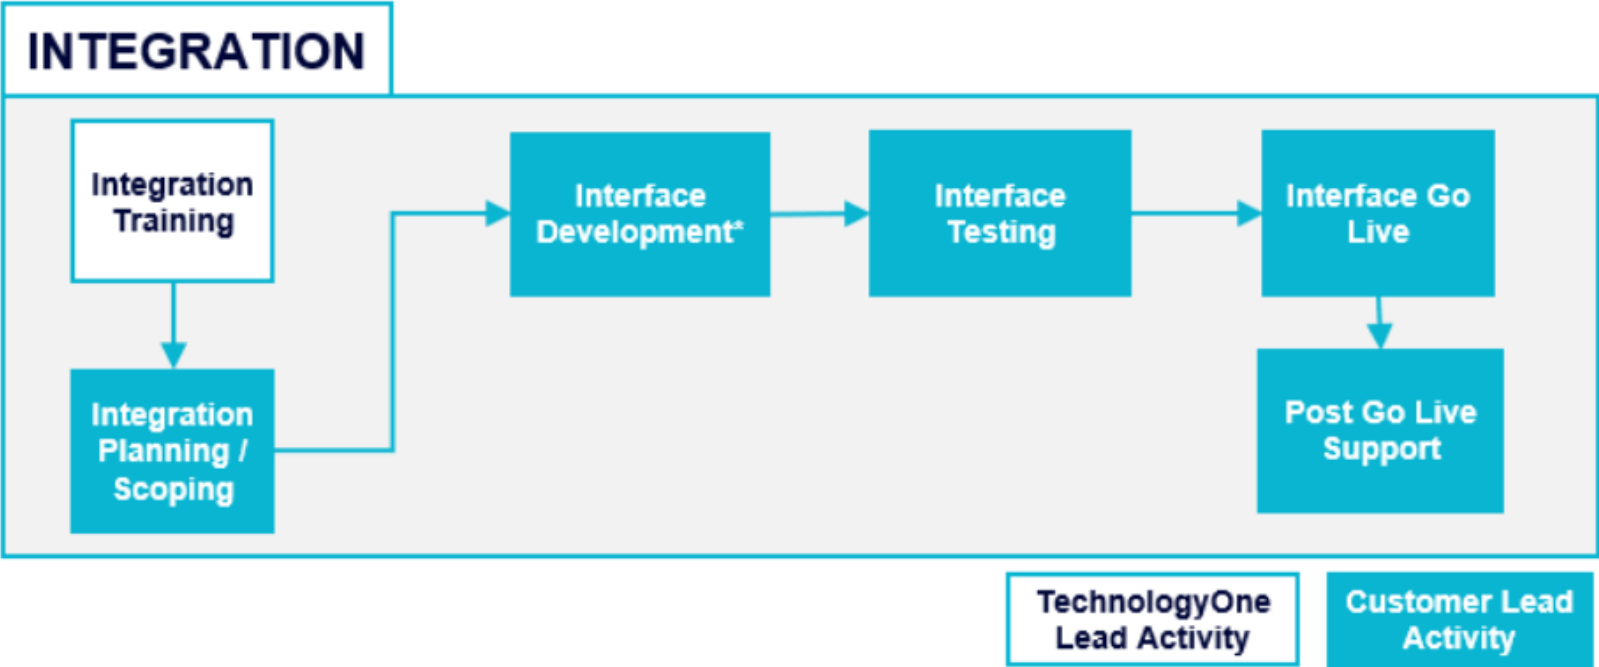 INTEGRATION
Integration
Training
Integration
Planning /
Scoping
Interface
Development*
Interface
Testing
Interface Go
Live
Post Go Live
Support
TechnologyOne
Lead Activity
Customer Lead
Activity